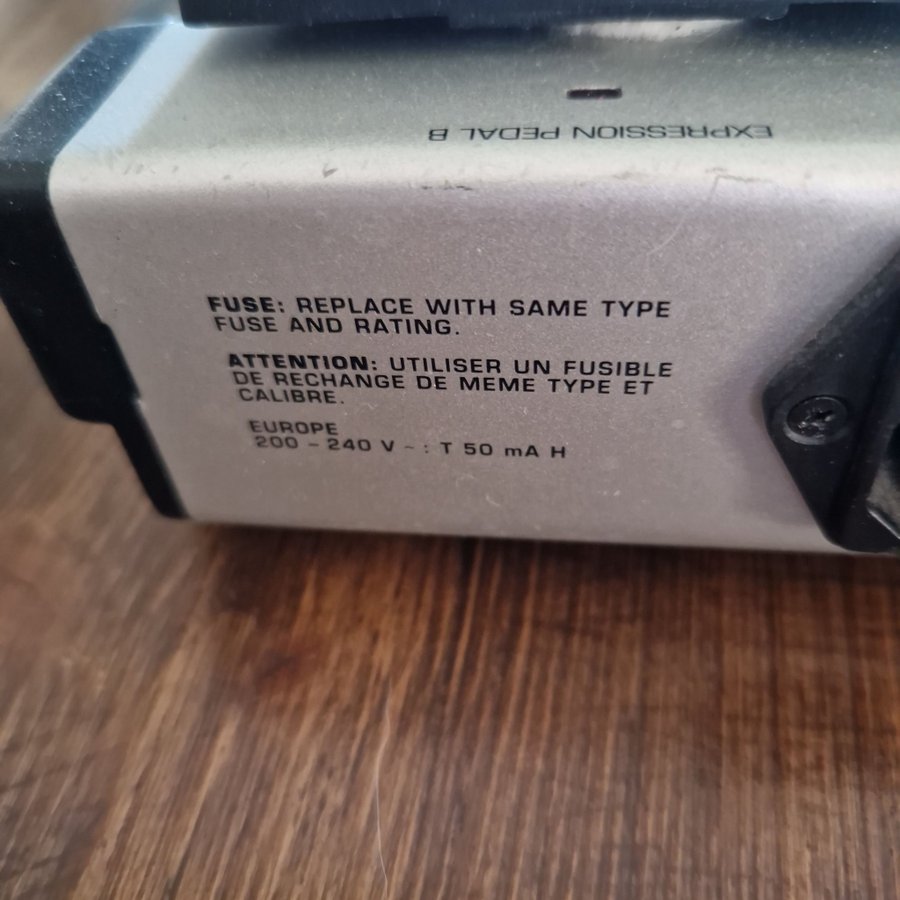 EXPRESSION PEDAL B
FUSE: REPLACE WITH SAME TYPE
FUSE AND RATING.
ATTENTION: UTILISER UN FUSIBLE
DE RECHANGE DE MEME TYPE ET
CALIBRE.
EUROPE
200 - 240 V ~ : T 50 mA H